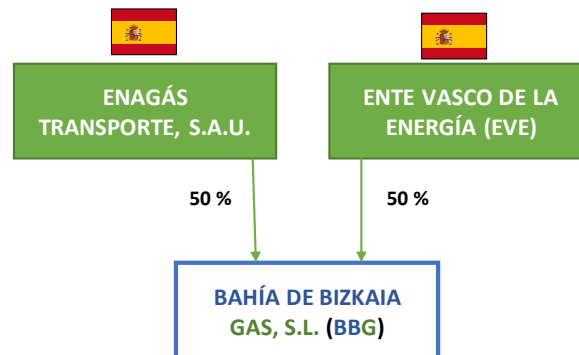 ENAGÁS
TRANSPORTE, S.A.U.
ENTE VASCO DE LA
ENERGÍA (EVE)
50 %
50 %
BAHÍA DE BIZKAIA
GAS, S.L. (BBG)